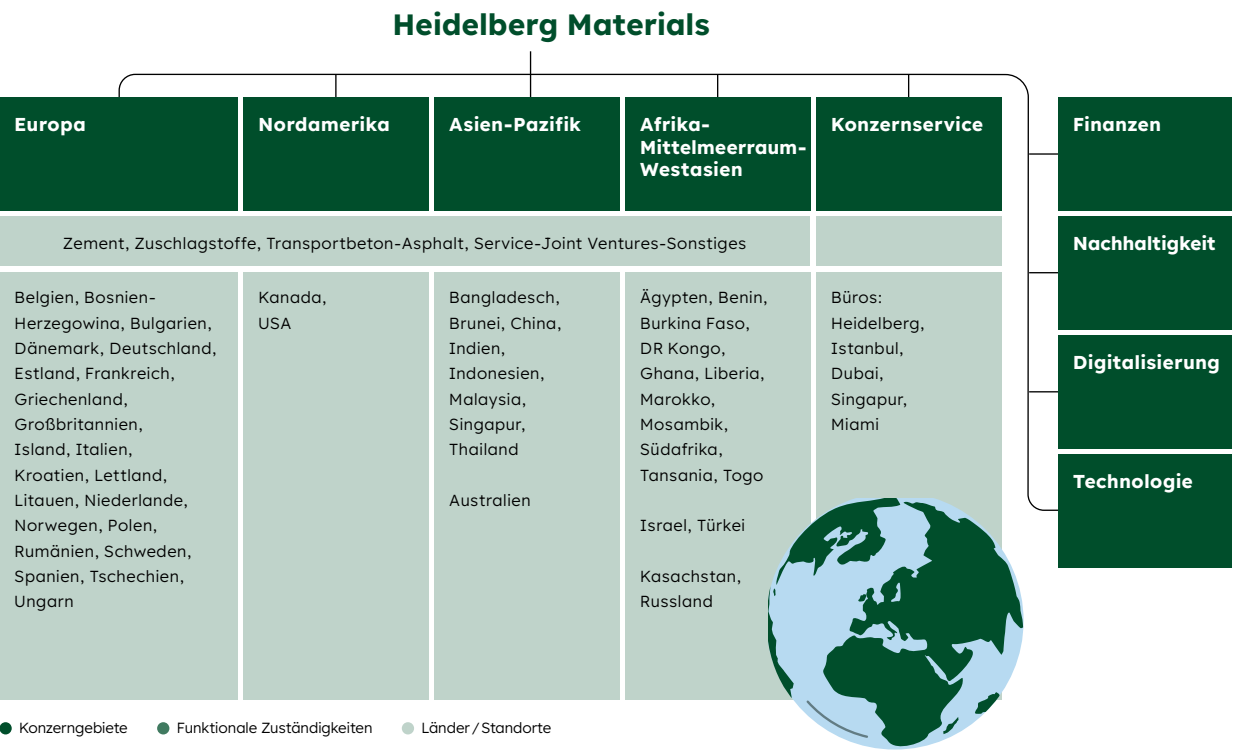 Heidelberg Materials
Europa
Nordamerika
Asien-Pazifik
Afrika-
Mittelmeerraum-
Westasien
Konzernservice
Finanzen
Nachhaltigkeit
Digitalisierung
Technologie
Zement, Zuschlagstoffe, Transportbeton-Asphalt, Service-Joint Ventures-Sonstiges
Belgien, Bosnien-
Herzegowina, Bulgarien,
Dänemark, Deutschland,
Estland, Frankreich,
Griechenland,
Großbritannien,
Island, Italien,
Kroatien, Lettland,
Litauen, Niederlande,
Norwegen, Polen,
Rumänien, Schweden,
Spanien, Tschechien,
Ungarn
Kanada,
USA
Bangladesch,
Brunei, China,
Indien,
Indonesien,
Malaysia,
Singapur,
Thailand
Australien
Ägypten, Benin,
Burkina Faso,
DR Kongo,
Ghana, Liberia,
Marokko,
Mosambik,
Südafrika,
Tansania, Togo
Israel, Türkei
Kasachstan,
Russland
Büros:
Heidelberg,
Istanbul,
Dubai,
Singapur,
Miami
Konzerngebiete
Funktionale Zuständigkeiten
Länder / Standorte